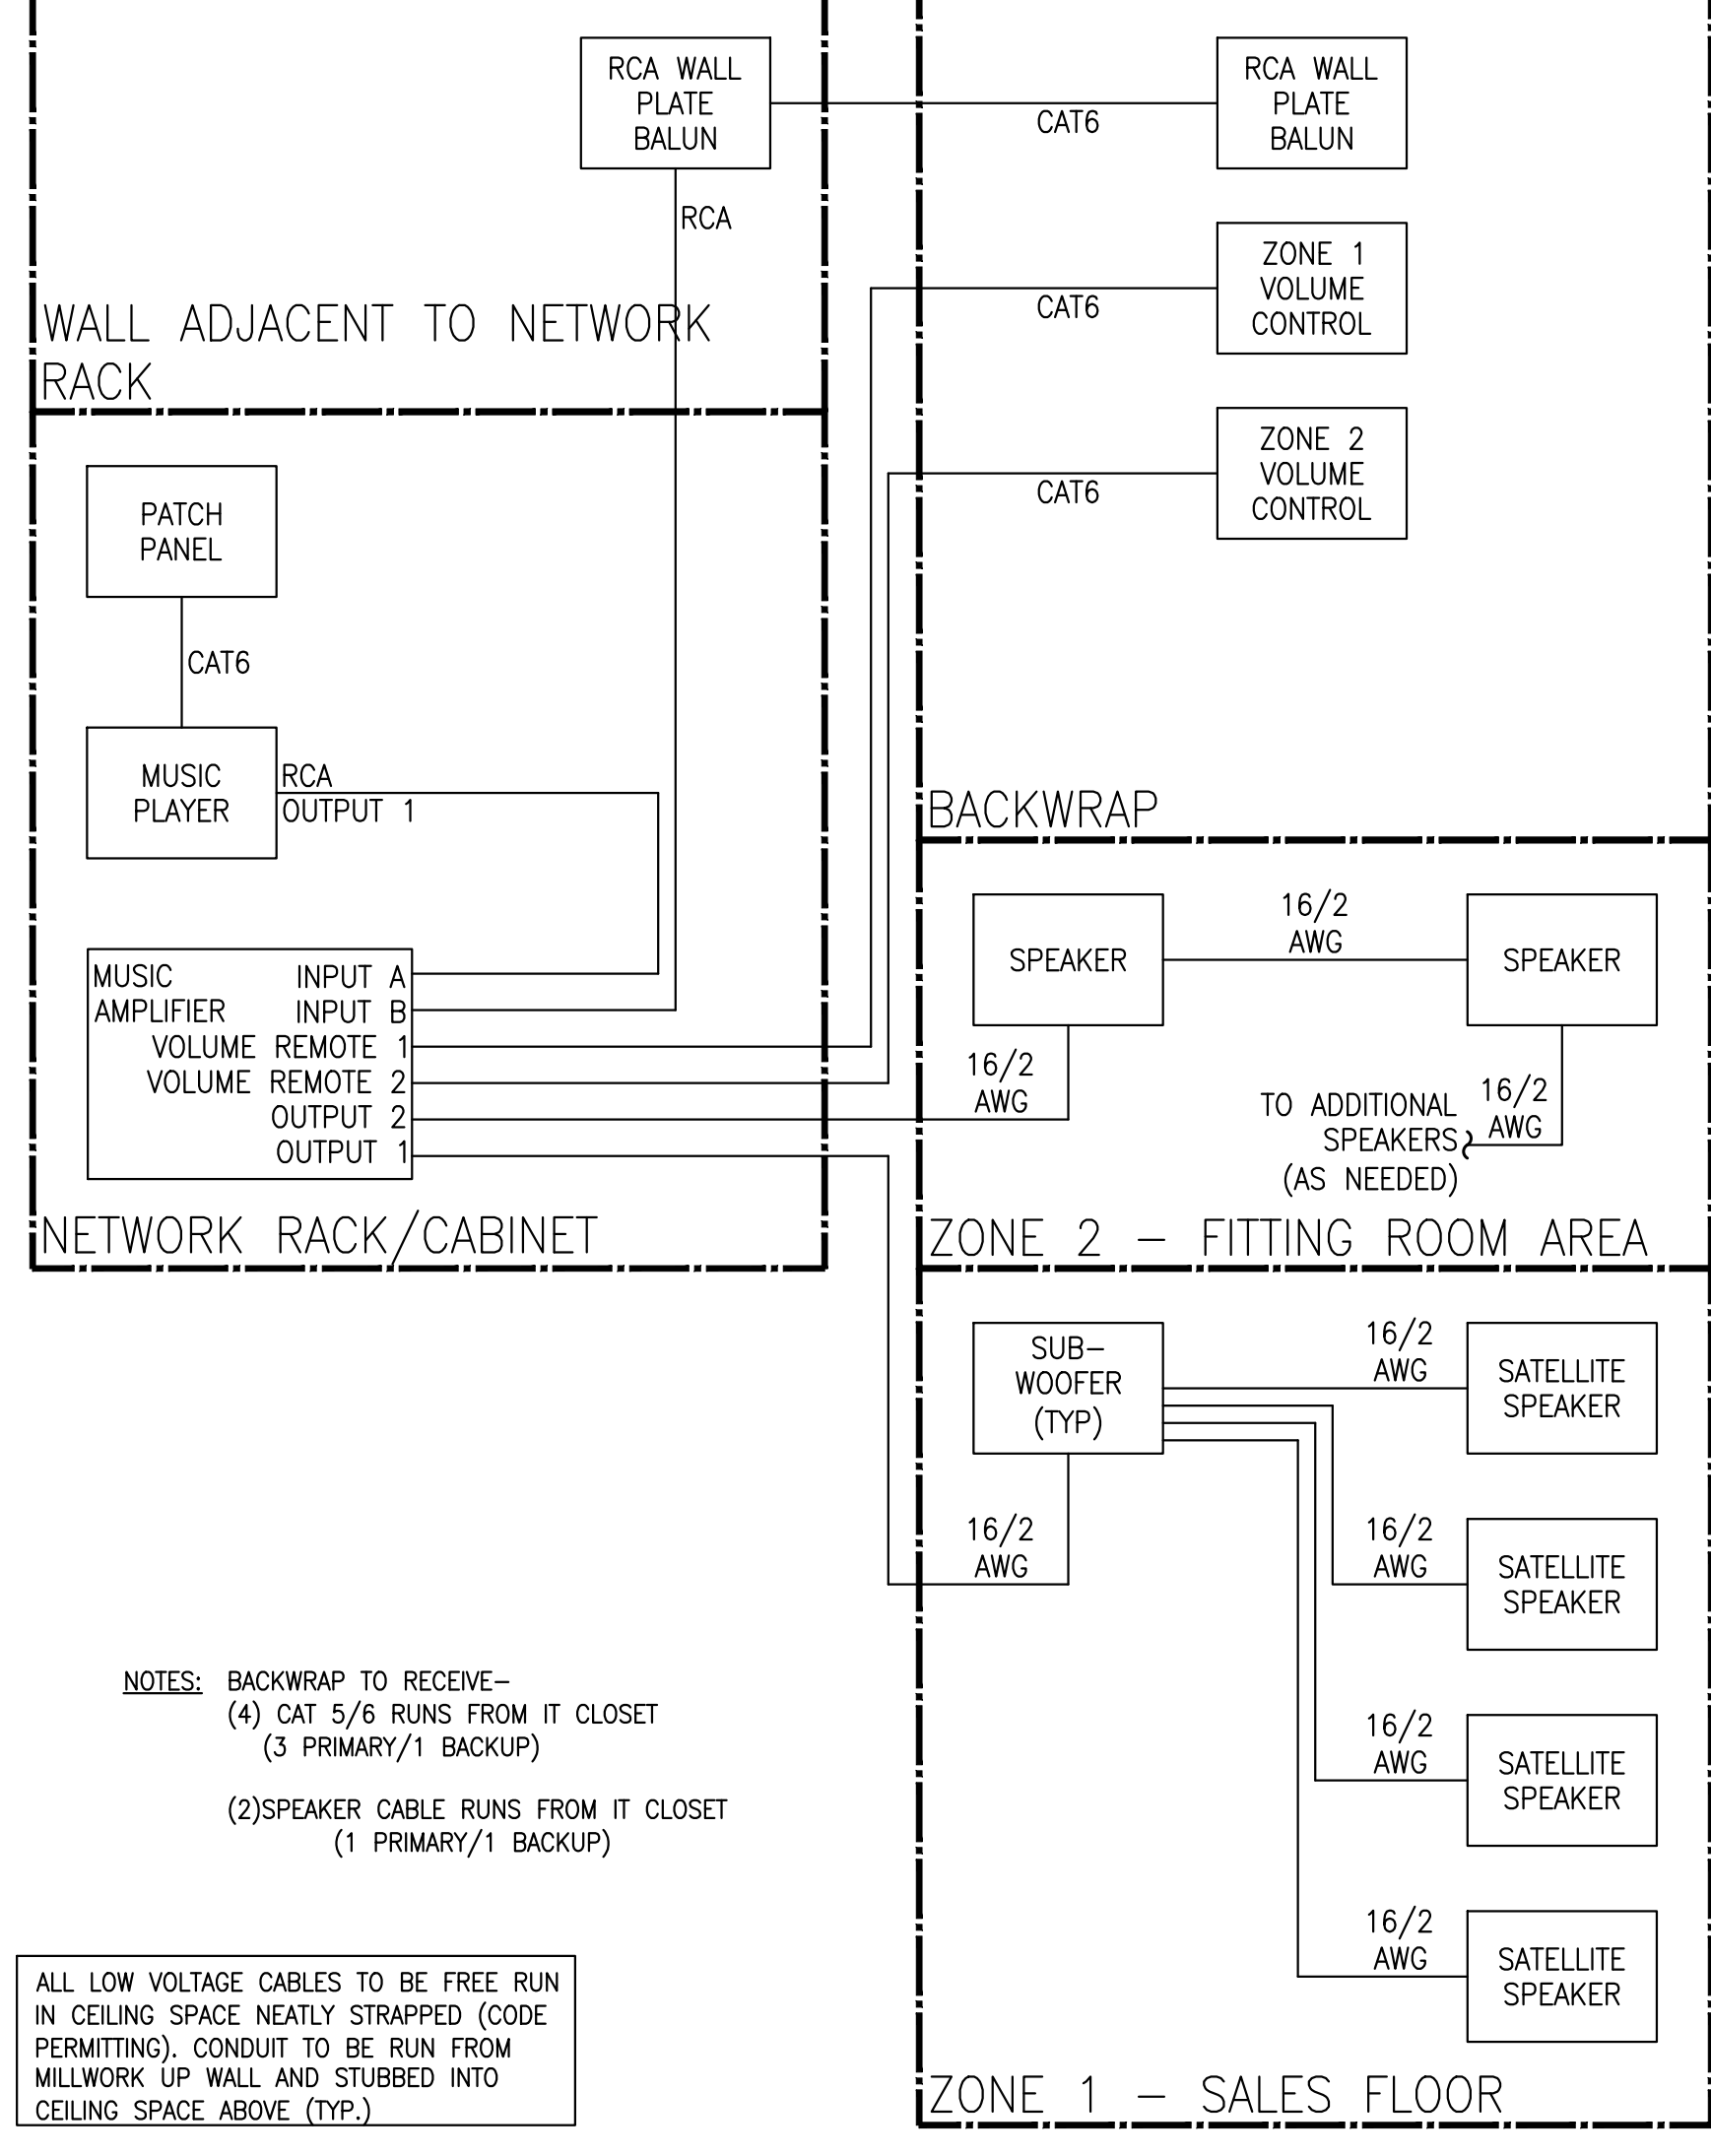 RCA WALL
PLATE
BALUN
RCA WALL
PLATE
BALUN
CAT6
RCA
ZONE 1
VOLUME
CONTROL
CAT6
WALL ADJACENT TO NETWORK
RACK
ZONE 2
VOLUME
CONTROL
CAT6
PATCH
PANEL
CAT6
MUSIC
PLAYER
RCA
OUTPUT 1
BACKWRAP
MUSIC
AMPLIFIER
INPUT A
INPUT B
VOLUME REMOTE 1
VOLUME REMOTE 2
OUTPUT 2
OUTPUT 1
NETWORK RACK/CABINET
SPEAKER
16/2
AWG
SPEAKER
16/2
AWG
TO ADDITIONAL
SPEAKERS
(AS NEEDED)
16/2
AWG
ZONE 2 - FITTING ROOM AREA
SUB-
WOOFER
(TYP)
16/2
AWG
SATELLITE
SPEAKER
16/2
AWG
16/2
AWG
SATELLITE
SPEAKER
16/2
AWG
SATELLITE
SPEAKER
16/2
AWG
SATELLITE
SPEAKER
ZONE 1 - SALES FLOOR
NOTES: BACKWRAP TO RECEIVE-
(4) CAT 5/6 RUNS FROM IT CLOSET
(3 PRIMARY/1 BACKUP)
(2)SPEAKER CABLE RUNS FROM IT CLOSET
(1 PRIMARY/1 BACKUP)
ALL LOW VOLTAGE CABLES TO BE FREE RUN
IN CEILING SPACE NEATLY STRAPPED (CODE
PERMITTING). CONDUIT TO BE RUN FROM
MILLWORK UP WALL AND STUBBED INTO
CEILING SPACE ABOVE (TYP.)